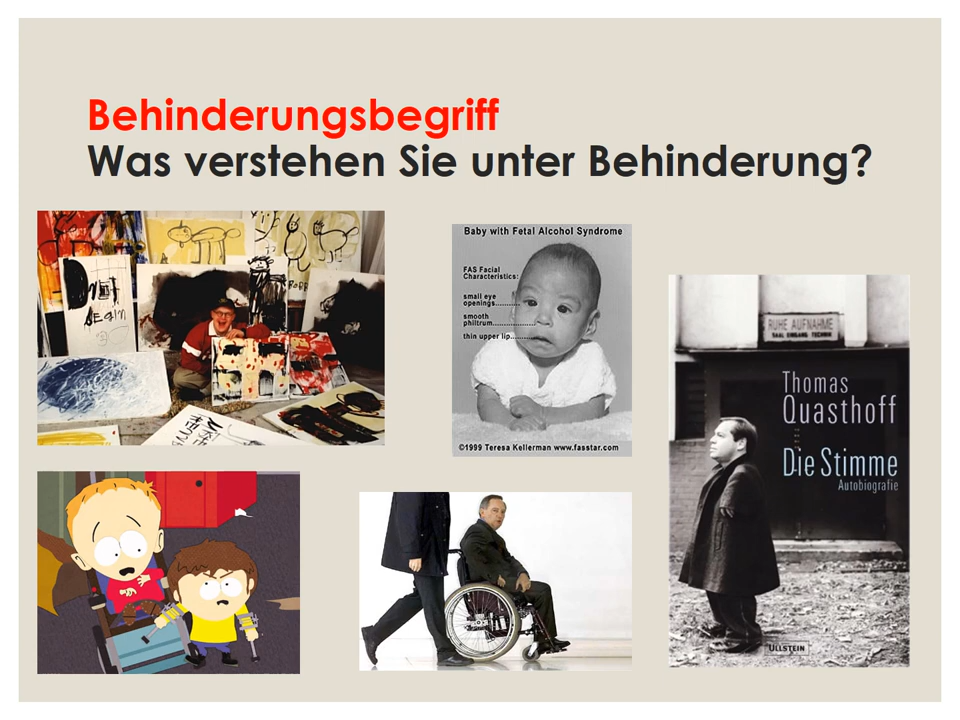 Behinderungsbegriff
Was verstehen Sie unter Behinderung?
Baby with Fetal Alcohol Syndrome
FAS Facial
Characteristics:
small eye
openings............
smooth
philtrum....................
thin upper lip.............
©1999 Teresa Kellerman www.fasstar.com
RUHE AUFNAHME
Thomas
Quasthoff
Die Stimme
Autobiografie
ULLSTEIN